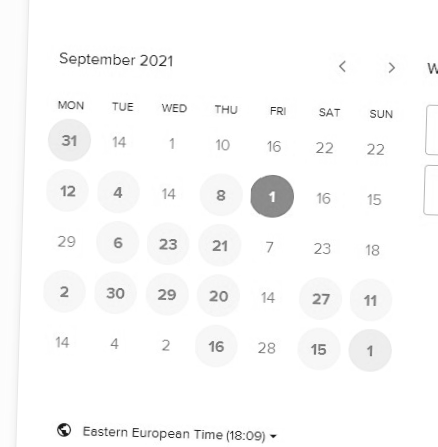 September 2021
W
MON TUE WED THU FRI SAT SUN
31 14 1 10 16 22 22
12 4 14 8 1 16 15
29 6 23 21 7 23 18
2 30 29 20 14 27 11
14 4 2 16 28 15 1
Eastern European Time (18:09)